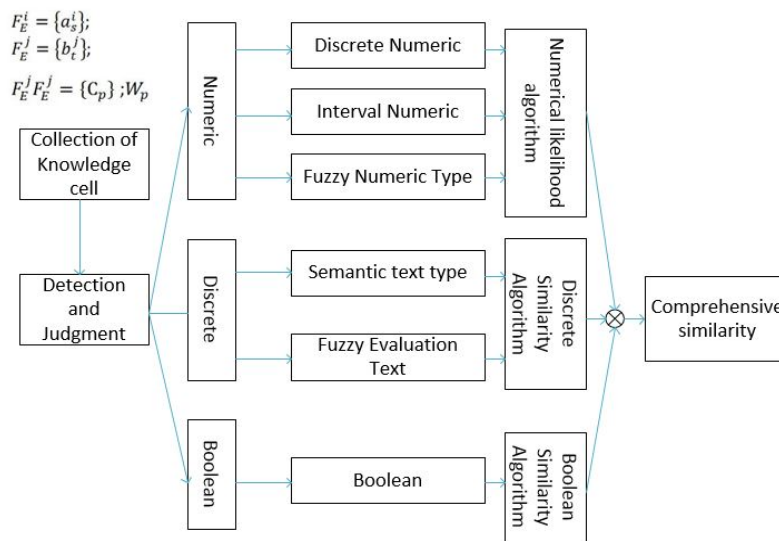 $F_E^i = \{a_s^i\};$
$F_E^j = \{b_t^j\};$
$F_E^j F_E^j = \{C_p\} ; W_p$
Collection of
Knowledge
cell
Detection
and
Judgment
Numeric
Discrete
Boolean
Discrete Numeric
Interval Numeric
Fuzzy Numeric Type
Semantic text type
Fuzzy Evaluation
Text
Boolean
Numerical likelihood
algorithm
Discrete
Similarity
Algorithm
Boolean
Similarity
Algorithm
Comprehensive
similarity